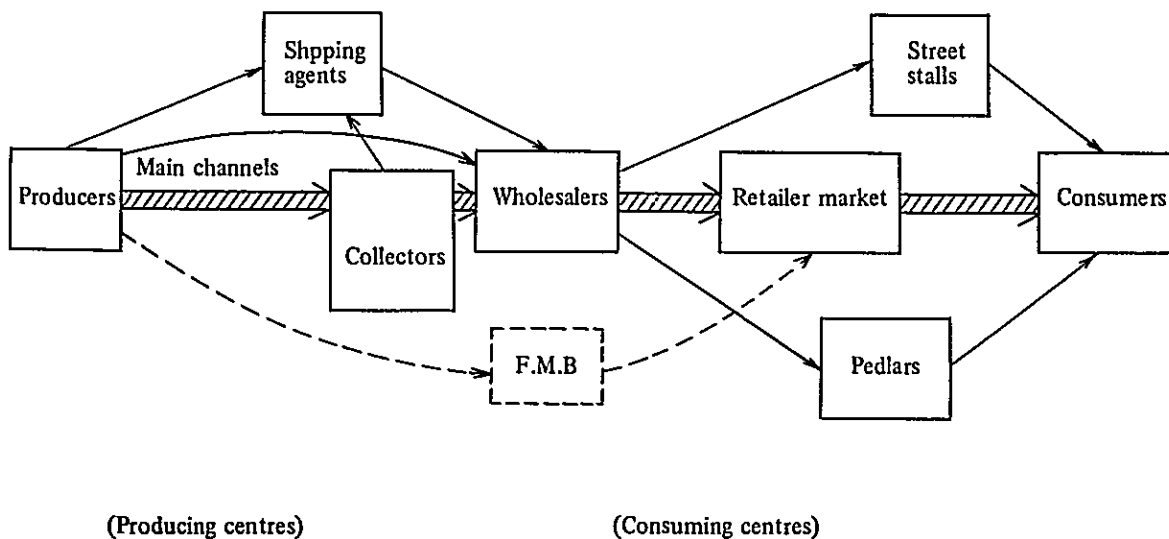 Shpping
agents
Street
stalls
Main channels
Producers
Wholesalers
Retailer market
Consumers
Collectors
F.M.B
Pedlars
(Producing centres)
(Consuming centres)